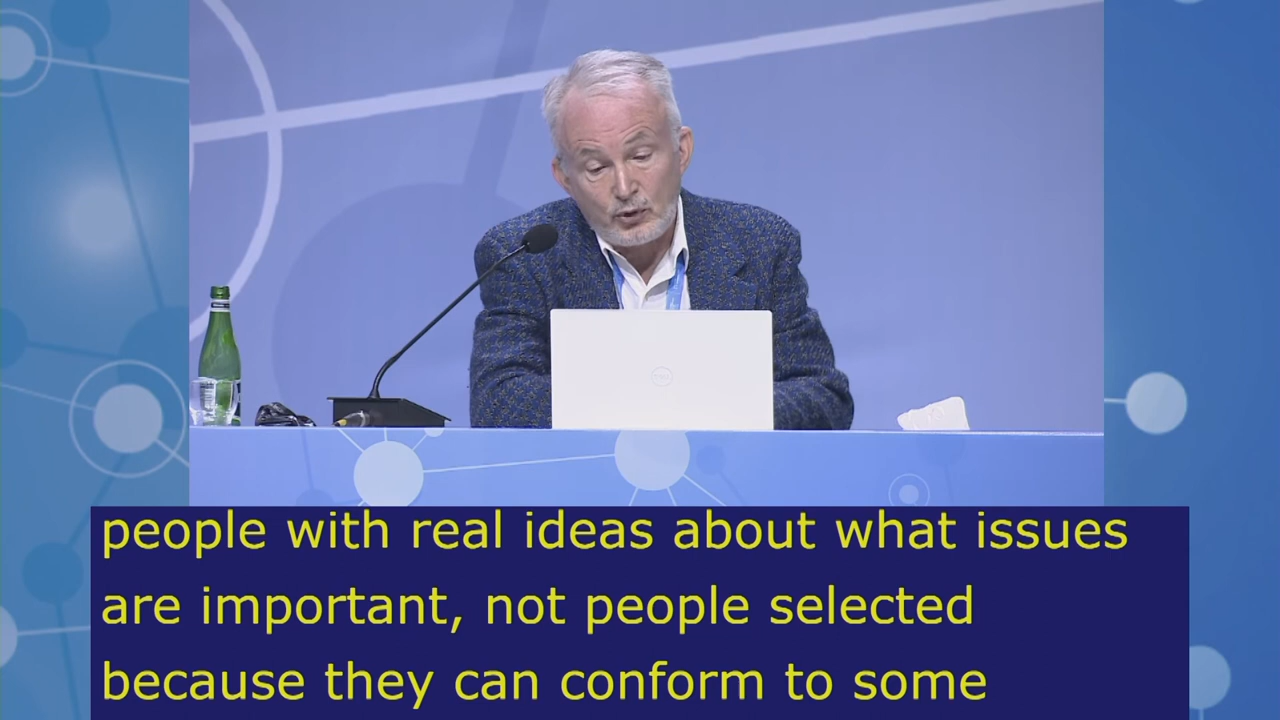 people with real ideas about what issues
are important, not people selected
because they can conform to some